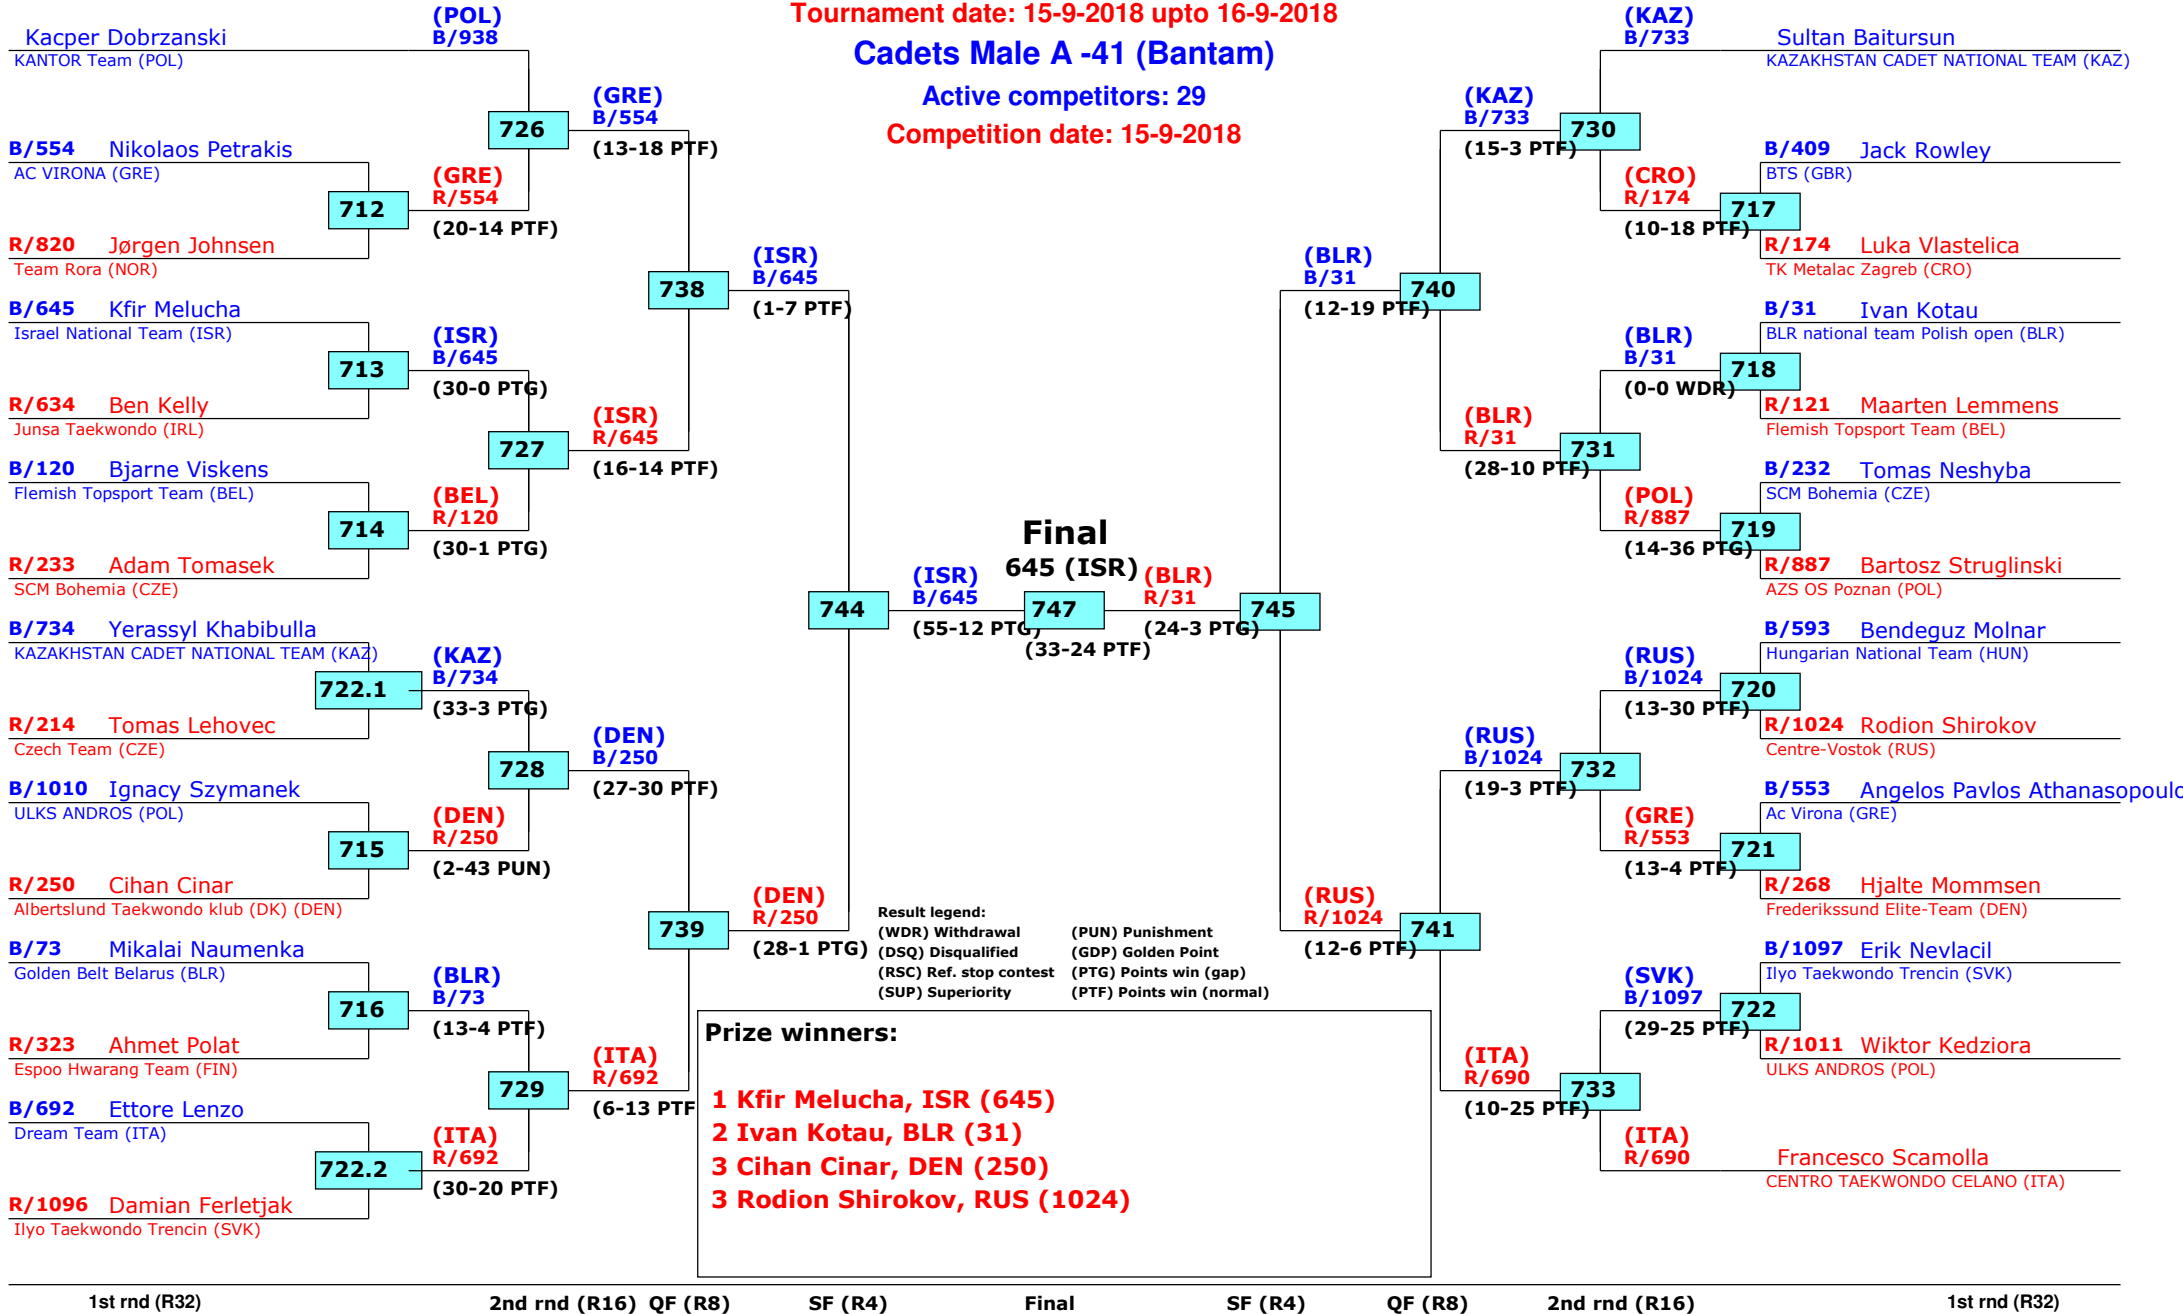 Tournament date: 15-9-2018 upto 16-9-2018
Cadets Male A -41 (Bantam)
Active competitors: 29
Competition date: 15-9-2018
Kacper Dobrzanski
KANTOR Team (POL)
(POL)
B/938
B/554 Nikolaos Petrakis
AC VIRONA (GRE)
712
R/820 Jørgen Johnsen
Team Rora (NOR)
(GRE)
R/554
(20-14 PTF)
726
(GRE)
B/554
(13-18 PTF)
B/645 Kfir Melucha
Israel National Team (ISR)
713
R/634 Ben Kelly
Junsa Taekwondo (IRL)
(ISR)
B/645
(30-0 PTG)
B/120 Bjarne Viskens
Flemish Topsport Team (BEL)
714
R/233 Adam Tomasek
SCM Bohemia (CZE)
(BEL)
R/120
(30-1 PTG)
727
(ISR)
R/645
(16-14 PTF)
738
(ISR)
B/645
(1-7 PTF)
B/734 Yerassyl Khabibulla
KAZAKHSTAN CADET NATIONAL TEAM (KAZ)
722.1
R/214 Tomas Lehovec
Czech Team (CZE)
(KAZ)
B/734
(33-3 PTG)
B/1010 Ignacy Szymanek
ULKS ANDROS (POL)
715
R/250 Cihan Cinar
Albertslund Taekwondo klub (DK) (DEN)
(DEN)
R/250
(2-43 PUN)
728
(DEN)
B/250
(27-30 PTF)
B/73 Mikalai Naumenka
Golden Belt Belarus (BLR)
716
R/323 Ahmet Polat
Espoo Hwarang Team (FIN)
(BLR)
B/73
(13-4 PTF)
B/692 Ettore Lenzo
Dream Team (ITA)
722.2
R/1096 Damian Ferletjak
Ilyo Taekwondo Trencin (SVK)
(ITA)
R/692
(30-20 PTF)
729
(ITA)
R/692
(6-13 PTF
739
(DEN)
R/250
(28-1 PTG)
744
(ISR)
B/645
(55-12 PTG)
Final
645 (ISR)
747
(33-24 PTF)
(BLR)
R/31
(24-3 PTG)
745
(BLR)
B/31
(12-19 PTF)
740
(KAZ)
B/733
(15-3 PTF)
730
(KAZ)
B/733
Sultan Baitursun
KAZAKHSTAN CADET NATIONAL TEAM (KAZ)
(CRO)
R/174
(10-18 PTF)
717
B/409 Jack Rowley
BTS (GBR)
R/174 Luka Vlastelica
TK Metalac Zagreb (CRO)
(BLR)
R/31
(28-10 PTF)
731
(BLR)
B/31
(0-0 WDR)
718
B/31 Ivan Kotau
BLR national team Polish open (BLR)
R/121 Maarten Lemmens
Flemish Topsport Team (BEL)
(POL)
R/887
(14-36 PTG)
719
B/232 Tomas Neshyba
SCM Bohemia (CZE)
R/887 Bartosz Struglinski
AZS OS Poznan (POL)
(RUS)
R/1024
(12-6 PTF)
741
(RUS)
B/1024
(19-3 PTF)
732
(RUS)
B/1024
(13-30 PTF)
720
B/593 Bendeguz Molnar
Hungarian National Team (HUN)
R/1024 Rodion Shirokov
Centre-Vostok (RUS)
(GRE)
R/553
(13-4 PTF)
721
B/553 Angelos Pavlos Athanasopoulo
Ac Virona (GRE)
R/268 Hjalte Mommsen
Frederikssund Elite-Team (DEN)
(ITA)
R/690
(10-25 PTF)
733
(SVK)
B/1097
(29-25 PTF)
722
B/1097 Erik Nevlacil
Ilyo Taekwondo Trencin (SVK)
R/1011 Wiktor Kedziora
ULKS ANDROS (POL)
(ITA)
R/690
Francesco Scamolla
CENTRO TAEKWONDO CELANO (ITA)
Result legend:
(WDR) Withdrawal (PUN) Punishment
(DSQ) Disqualified (GDP) Golden Point
(RSC) Ref. stop contest (PTG) Points win (gap)
(SUP) Superiority (PTF) Points win (normal)
Prize winners:
1 Kfir Melucha, ISR (645)
2 Ivan Kotau, BLR (31)
3 Cihan Cinar, DEN (250)
3 Rodion Shirokov, RUS (1024)
1st rnd (R32) 2nd rnd (R16) QF (R8) SF (R4) Final SF (R4) QF (R8) 2nd rnd (R16) 1st rnd (R32)